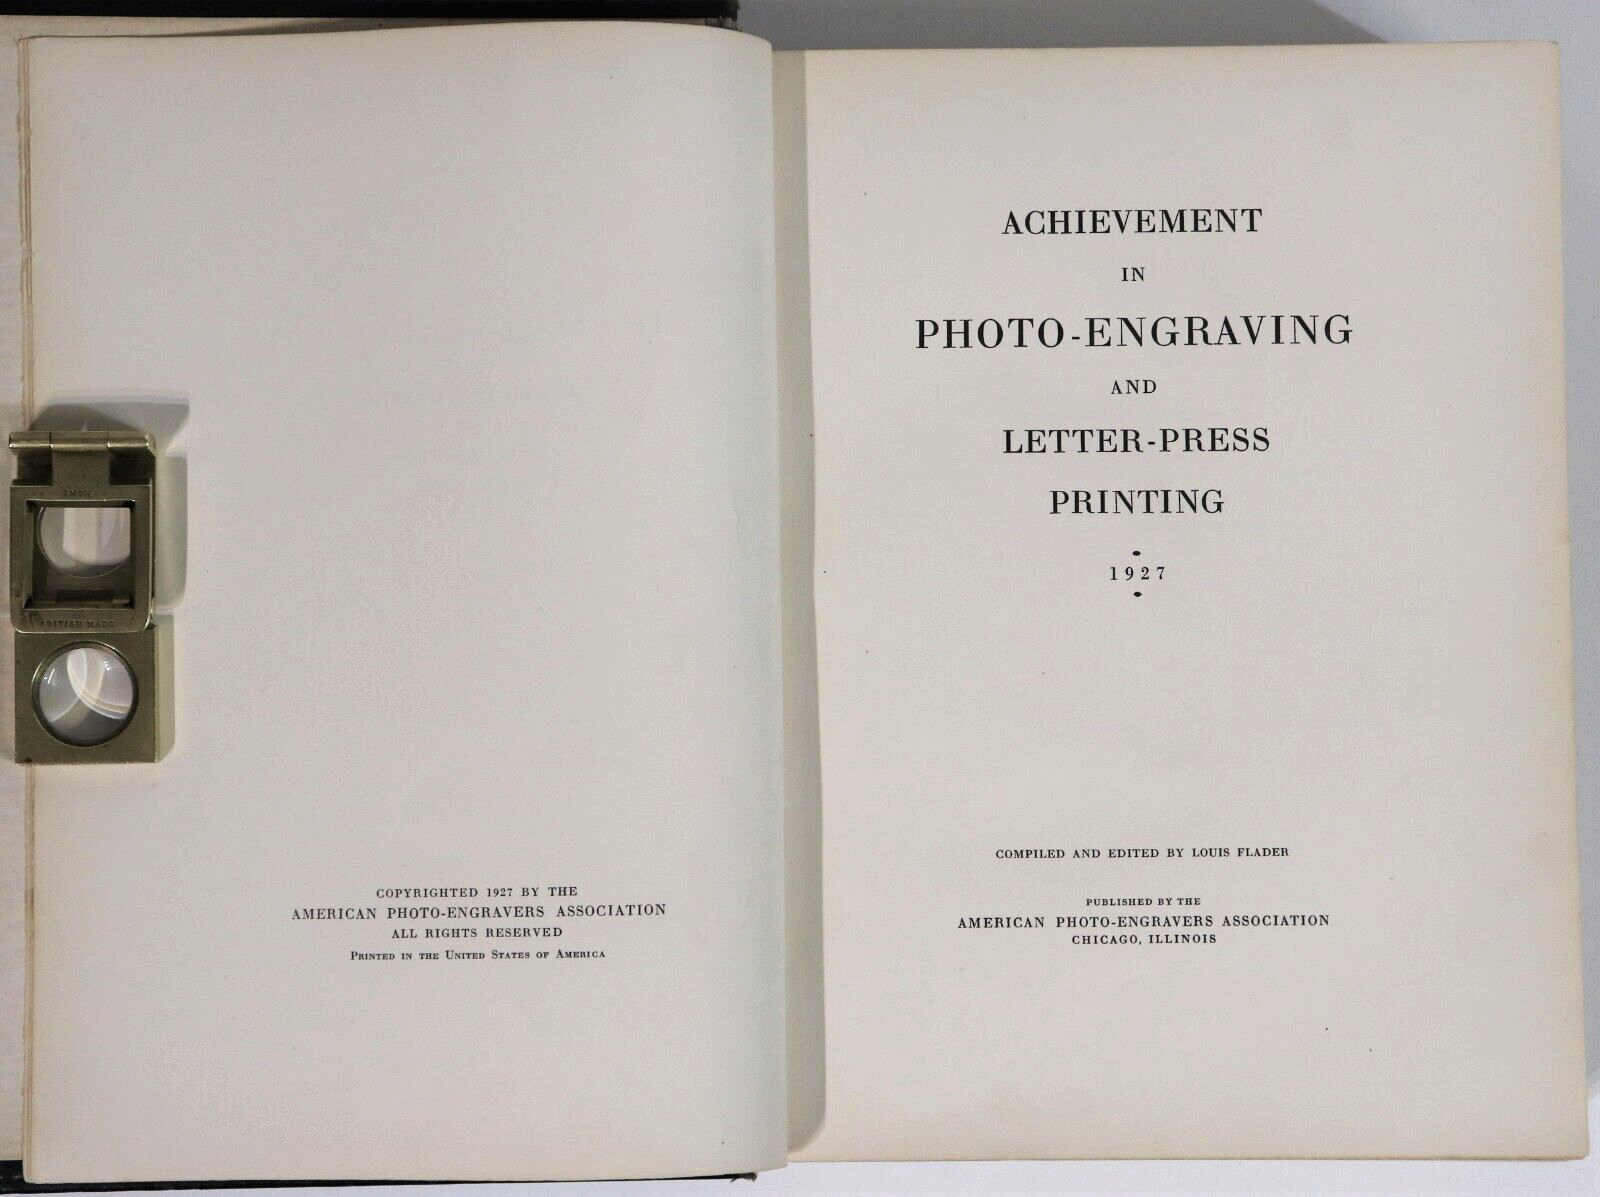 INCH
BRITISH MADE
COPYRIGHTED 1927 BY THE
AMERICAN PHOTO-ENGRAVERS ASSOCIATION
ALL RIGHTS RESERVED
PRINTED IN THE UNITED STATES OF AMERICA
ACHIEVEMENT
IN
PHOTO-ENGRAVING
AND
LETTER-PRESS
PRINTING
1927
COMPILED AND EDITED BY LOUIS FLADER
PUBLISHED BY THE
AMERICAN PHOTO-ENGRAVERS ASSOCIATION
CHICAGO, ILLINOIS